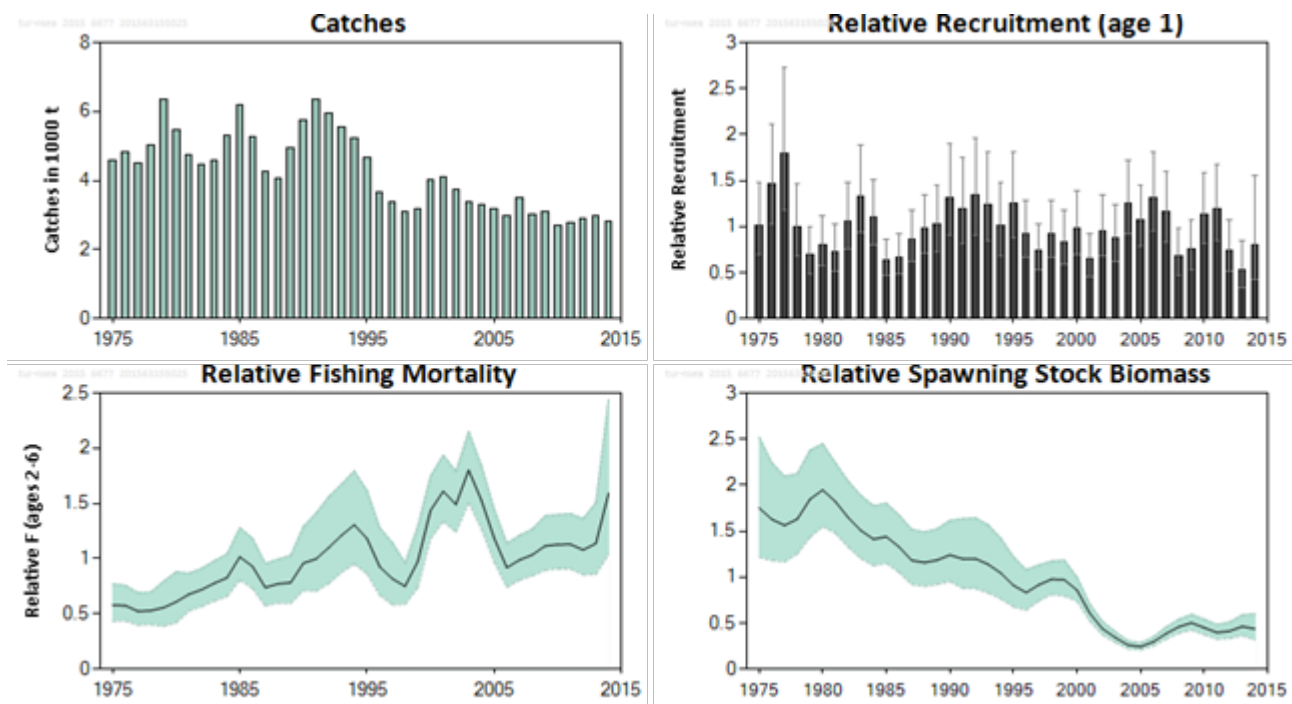 Catches
8
6
4
2
0
Catches in 1000 t
1975 1985 1995 2005 2015
Relative Recruitment (age 1)
3
2.5
2
1.5
1
0.5
0
Relative Recruitment
1975 1980 1985 1990 1995 2000 2005 2010 2015
Relative Fishing Mortality
2.5
2
1.5
1
0.5
0
Relative F (ages 2-6)
1975 1985 1995 2005 2015
Relative Spawning Stock Biomass
3
2.5
2
1.5
1
0.5
0
1975 1980 1985 1990 1995 2000 2005 2010 2015